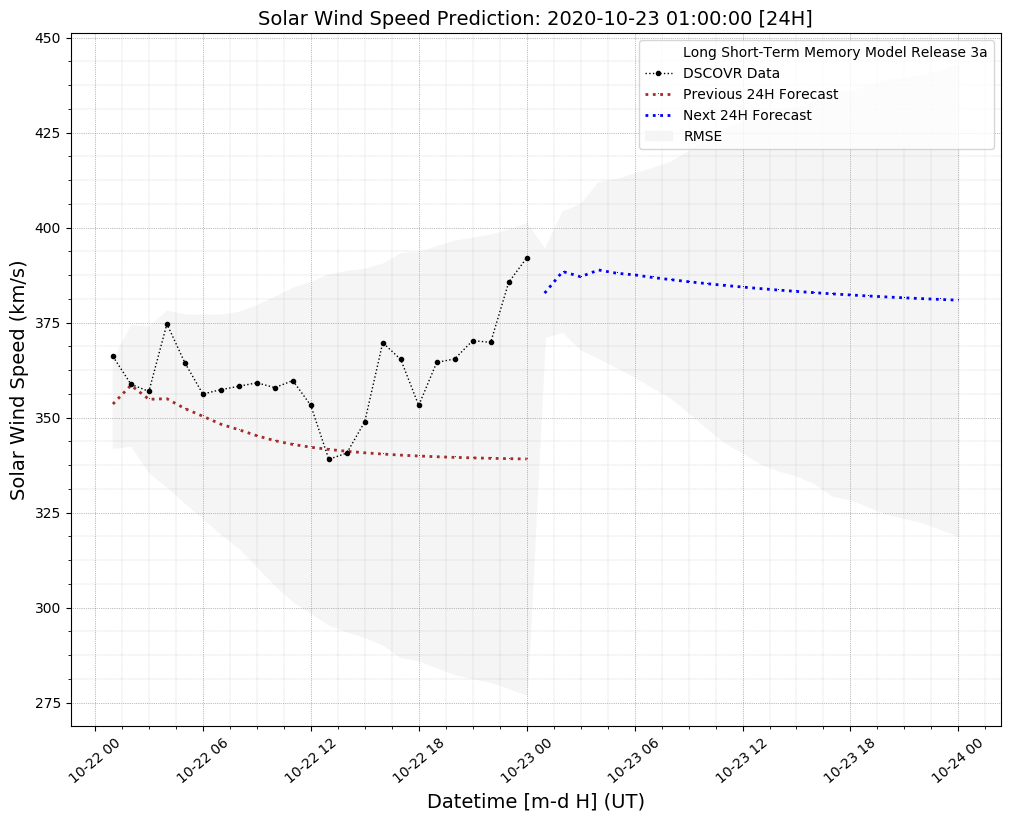 Solar Wind Speed Prediction: 2020-10-23 01:00:00 [24H]
Long Short-Term Memory Model Release 3a
DSCOVR Data
Previous 24H Forecast
Next 24H Forecast
RMSE
Solar Wind Speed (km/s)
450
425
400
375
350
325
300
275
10-22 00
10-22 06
10-22 12
10-22 18
10-23 00
10-23 06
10-23 12
10-23 18
10-24 00
Datetime [m-d H] (UT)